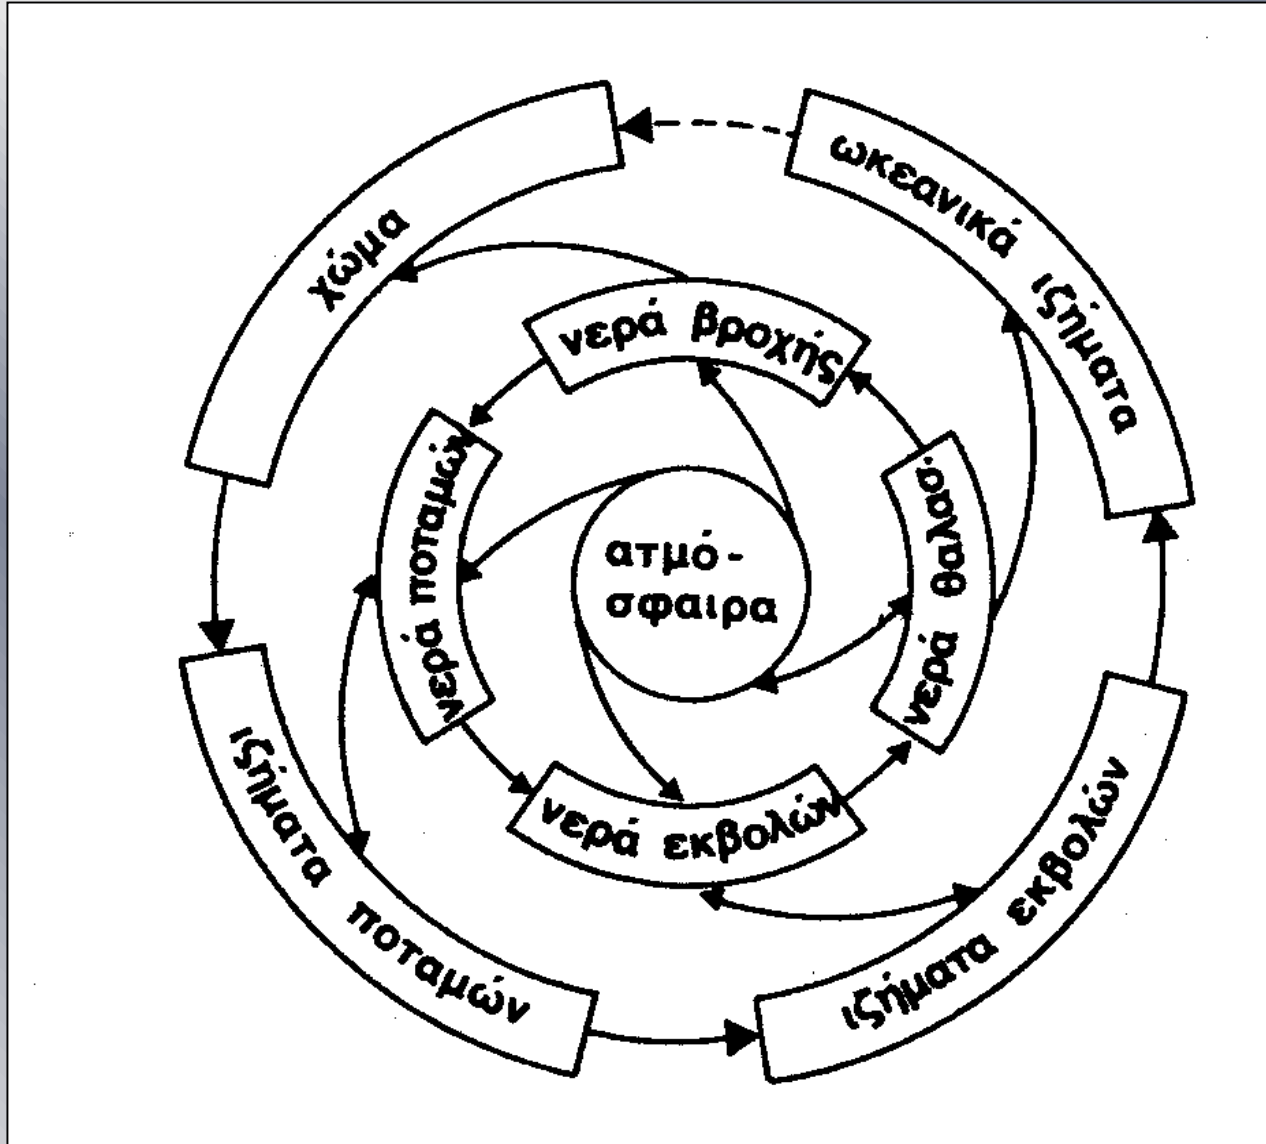 χώμα
ωκεανικά ιζήματα
νερά βροχής
νερά ποταμών
ατμό-
σφαιρα
νερά θαλασ.
νερά εκβολών
ιζήματα ποταμών
ιζήματα εκβολών